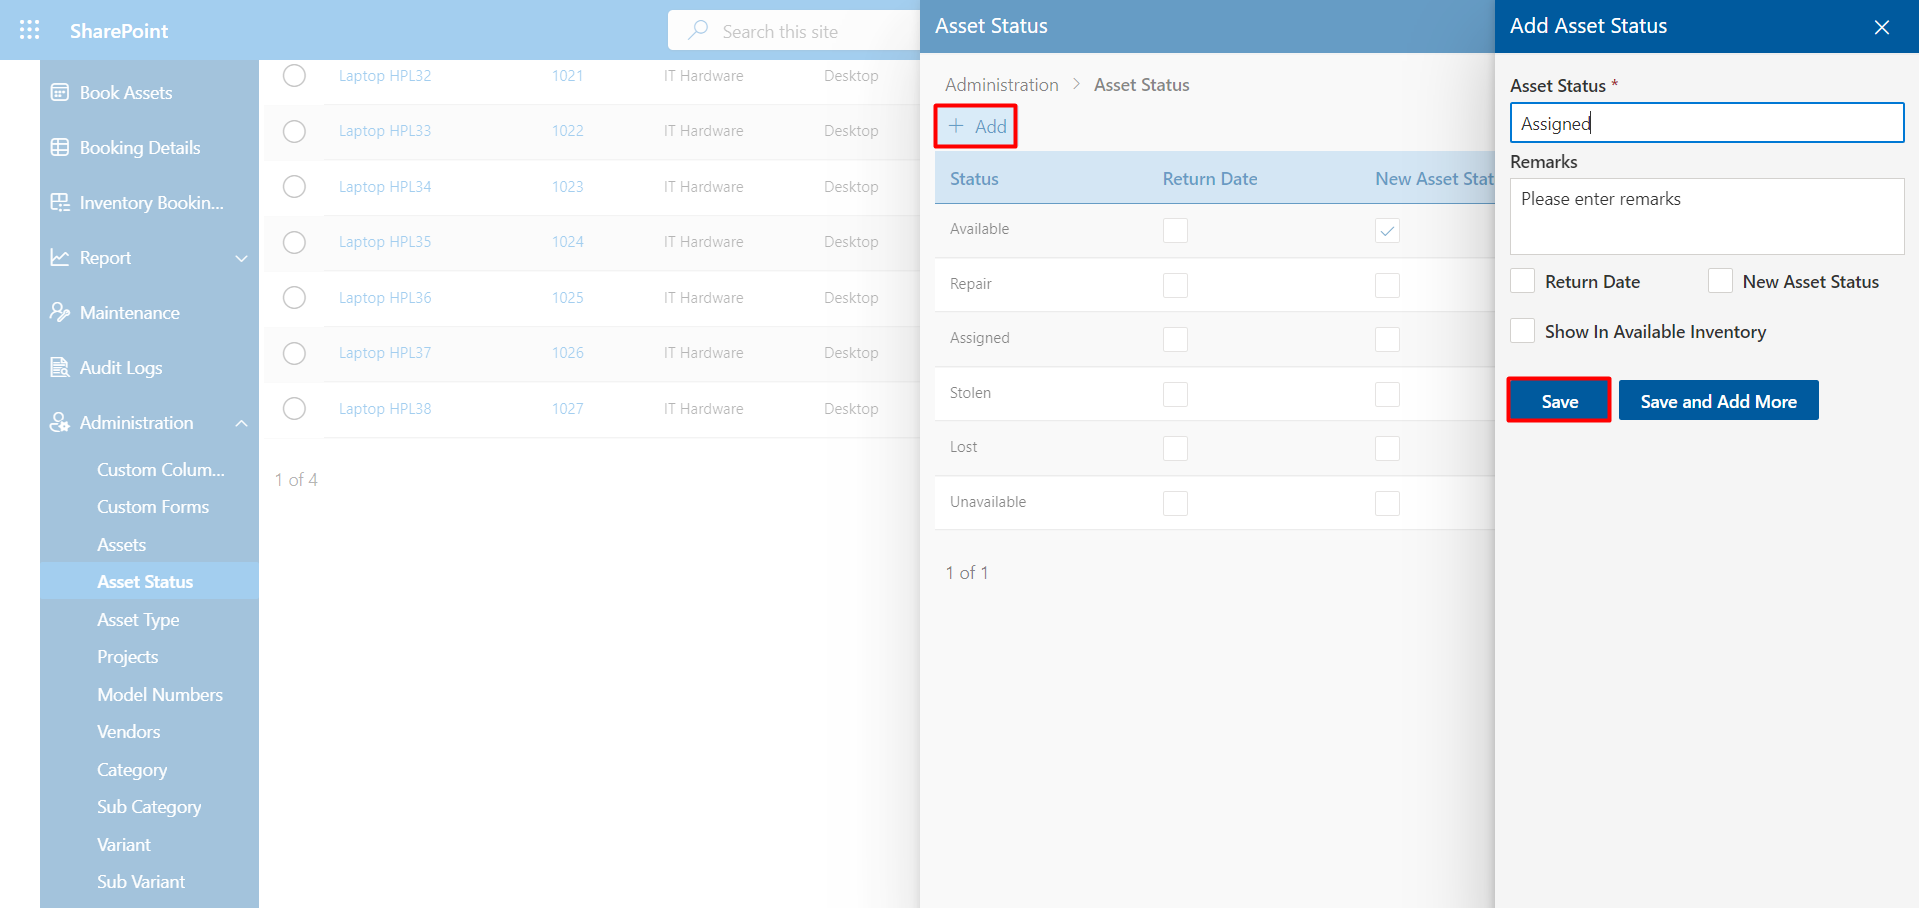 SharePoint
Search this site
Book Assets
Booking Details
Inventory Bookin...
Report
Maintenance
Audit Logs
Administration
Custom Colum...
Custom Forms
Assets
Asset Status
Asset Type
Projects
Model Numbers
Vendors
Category
Sub Category
Variant
Sub Variant
Laptop HPL32 1021 IT Hardware Desktop
Laptop HPL33 1022 IT Hardware Desktop
Laptop HPL34 1023 IT Hardware Desktop
Laptop HPL35 1024 IT Hardware Desktop
Laptop HPL36 1025 IT Hardware Desktop
Laptop HPL37 1026 IT Hardware Desktop
Laptop HPL38 1027 IT Hardware Desktop
1 of 4
Asset Status
Administration > Asset Status
+ Add
Status Return Date New Asset Stat
Available
Repair
Assigned
Stolen
Lost
Unavailable
1 of 1
Add Asset Status
Asset Status *
Assigned
Remarks
Please enter remarks
Return Date New Asset Status
Show In Available Inventory
Save Save and Add More